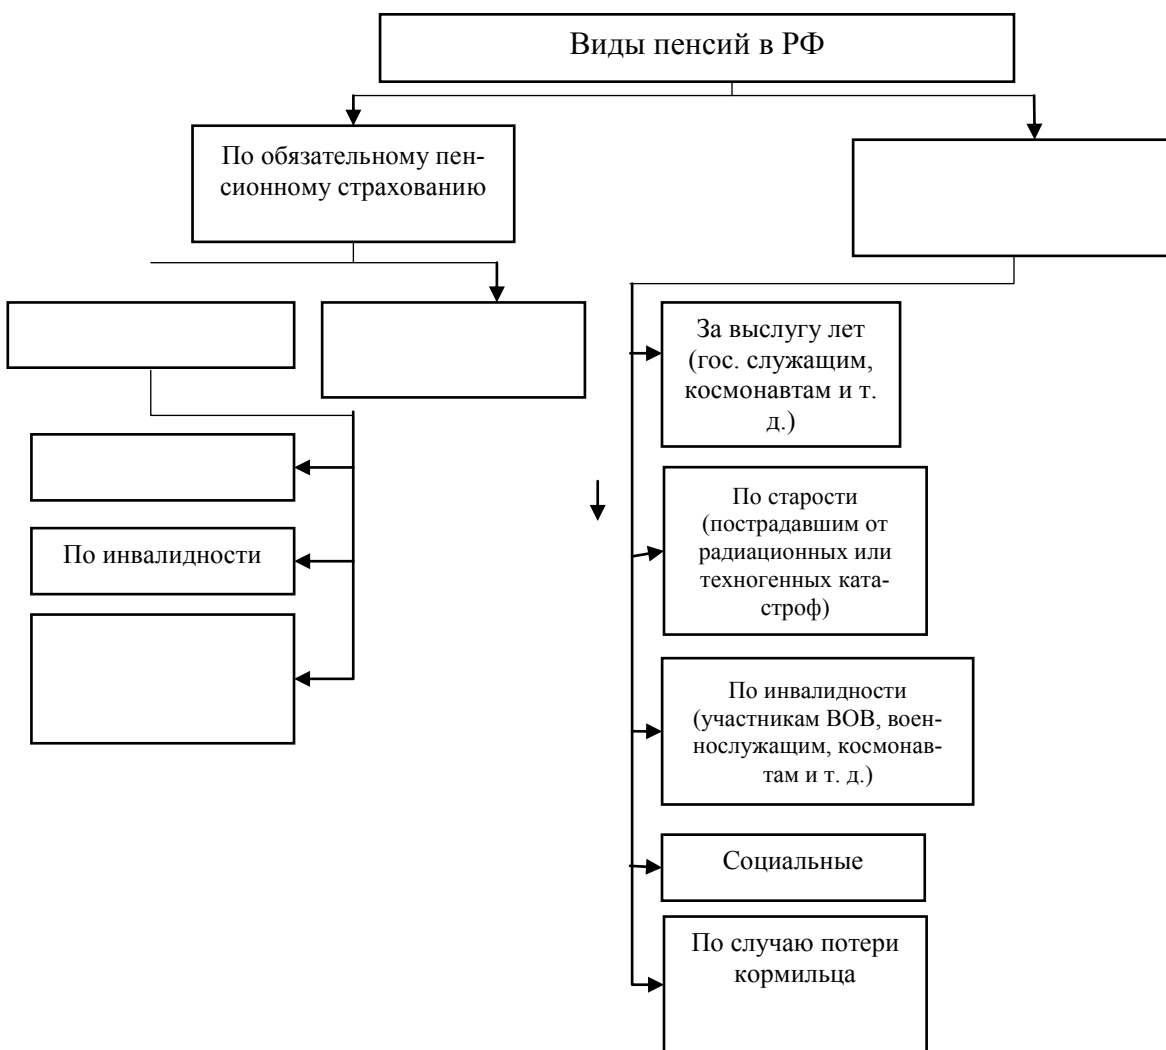 Виды пенсий в РФ
По обязательному пен-
сионному страхованию
За выслугу лет
(гос. служащим,
космонавтам и т.
д.)
По старости
(пострадавшим от
радиационных или
техногенных ката-
строф)
По инвалидности
По инвалидности
(участникам ВОВ, воен-
нослужащим, космонав-
там и т. д.)
Социальные
По случаю потери
кормильца